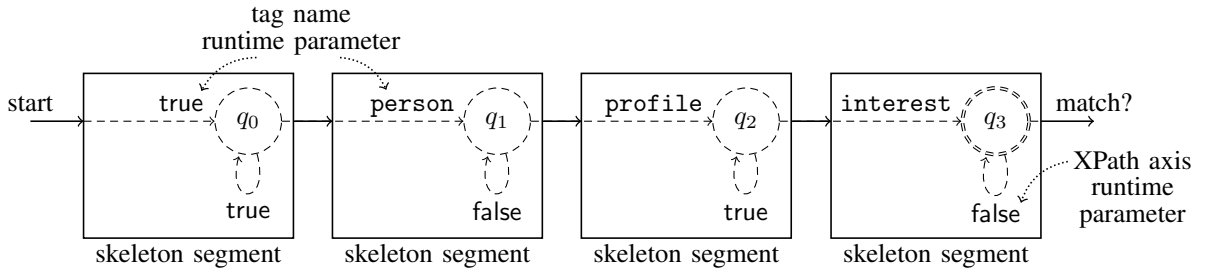 tag name
runtime parameter
start
true
q0
true
skeleton segment
person
q1
false
skeleton segment
profile
q2
true
skeleton segment
interest
q3
false
skeleton segment
match?
XPath axis
runtime
parameter